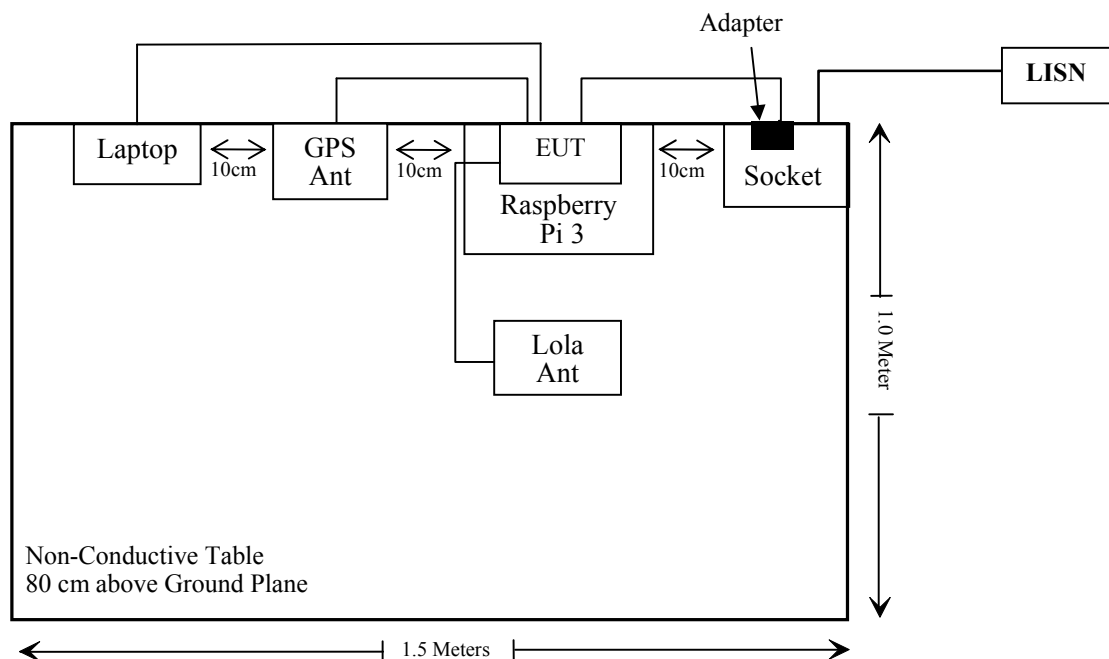 Adapter
LISN
Laptop
10cm
GPS
Ant
10cm
EUT
Raspberry
Pi 3
10cm
Socket
Lola
Ant
1.0 Meter
Non-Conductive Table
80 cm above Ground Plane
1.5 Meters